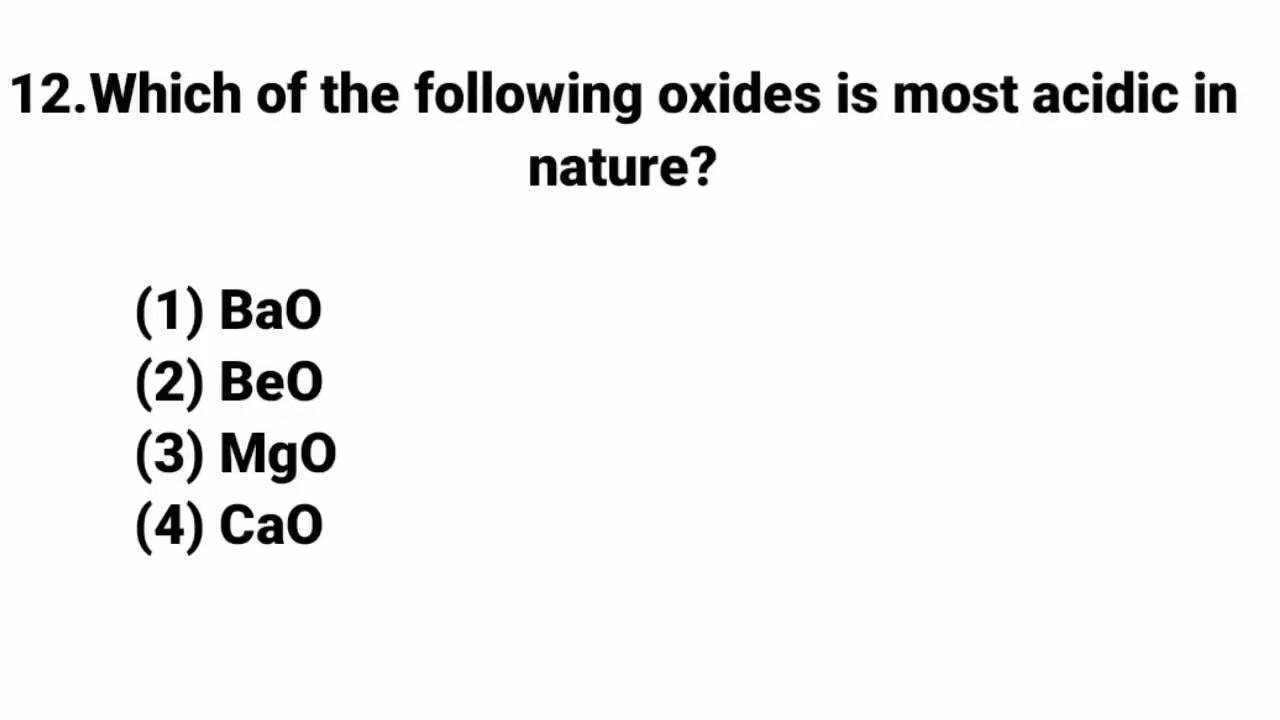 12.Which of the following oxides is most acidic in
nature?
(1) BaO
(2) BeO
(3) MgO
(4) CaO